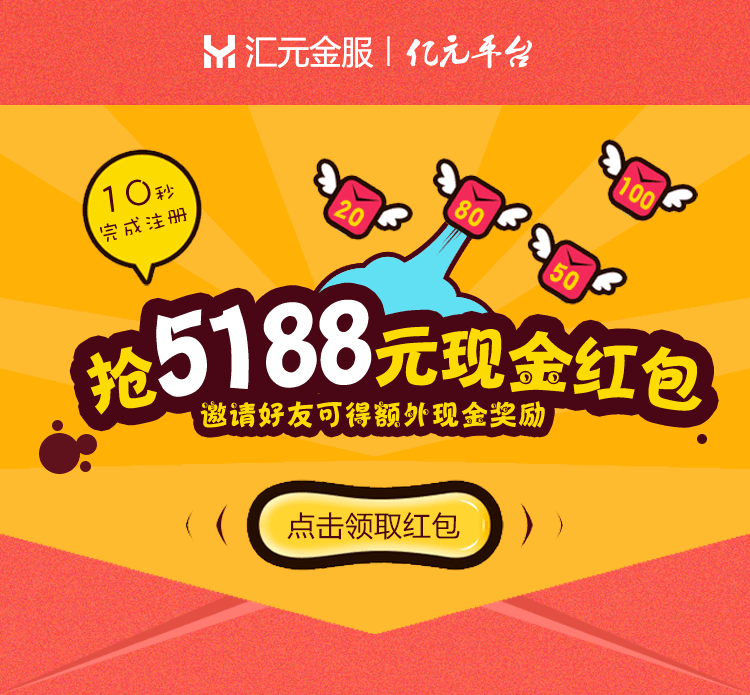 汇元金服 | 亿元平台
10秒
完成注册
20
80
100
50
抢5188元现金红包
邀请好友可得额外现金奖励
点击领取红包